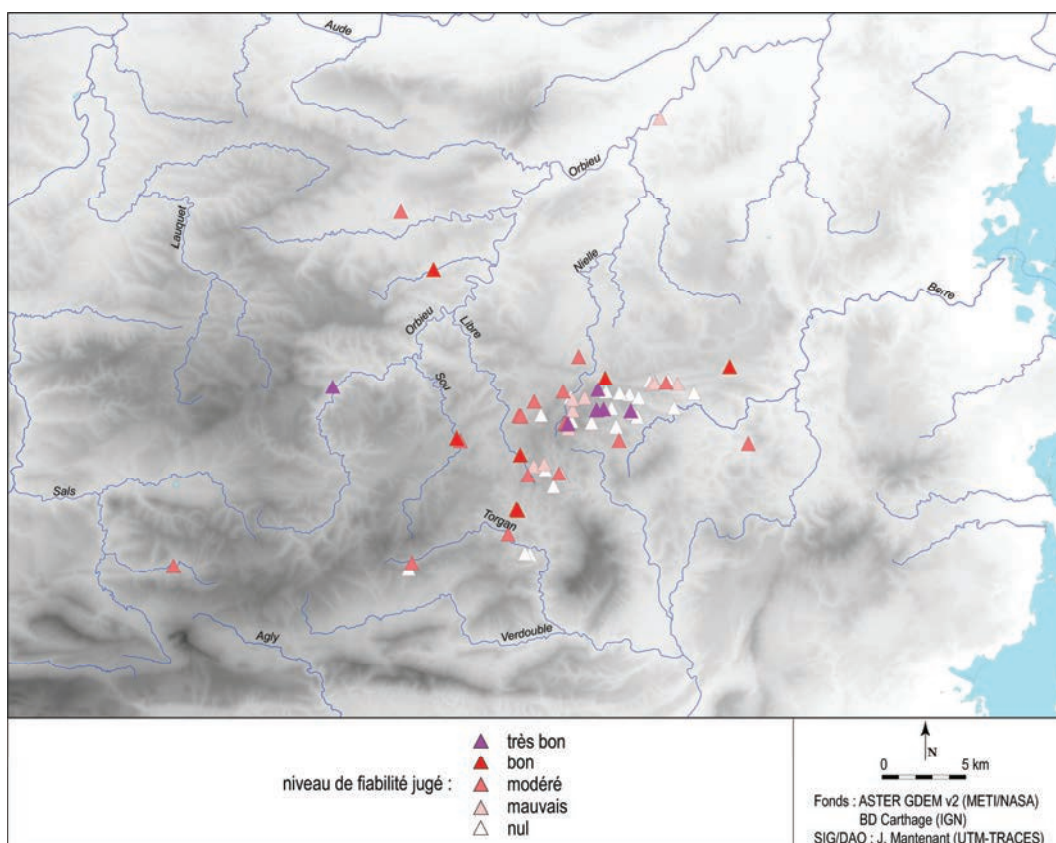 Aude
Orbieu
Lauquet
Nielle
Berre
Orbieu
Libre
Sou
Sals
Torgan
Agly
Verdouble
niveau de fiabilité jugé :
très bon
bon
modéré
mauvais
nul
N
0 5 km
Fonds : ASTER GDEM v2 (METI/NASA)
BD Carthage (IGN)
SIG/DAO : J. Mantenant (UTM-TRACES)